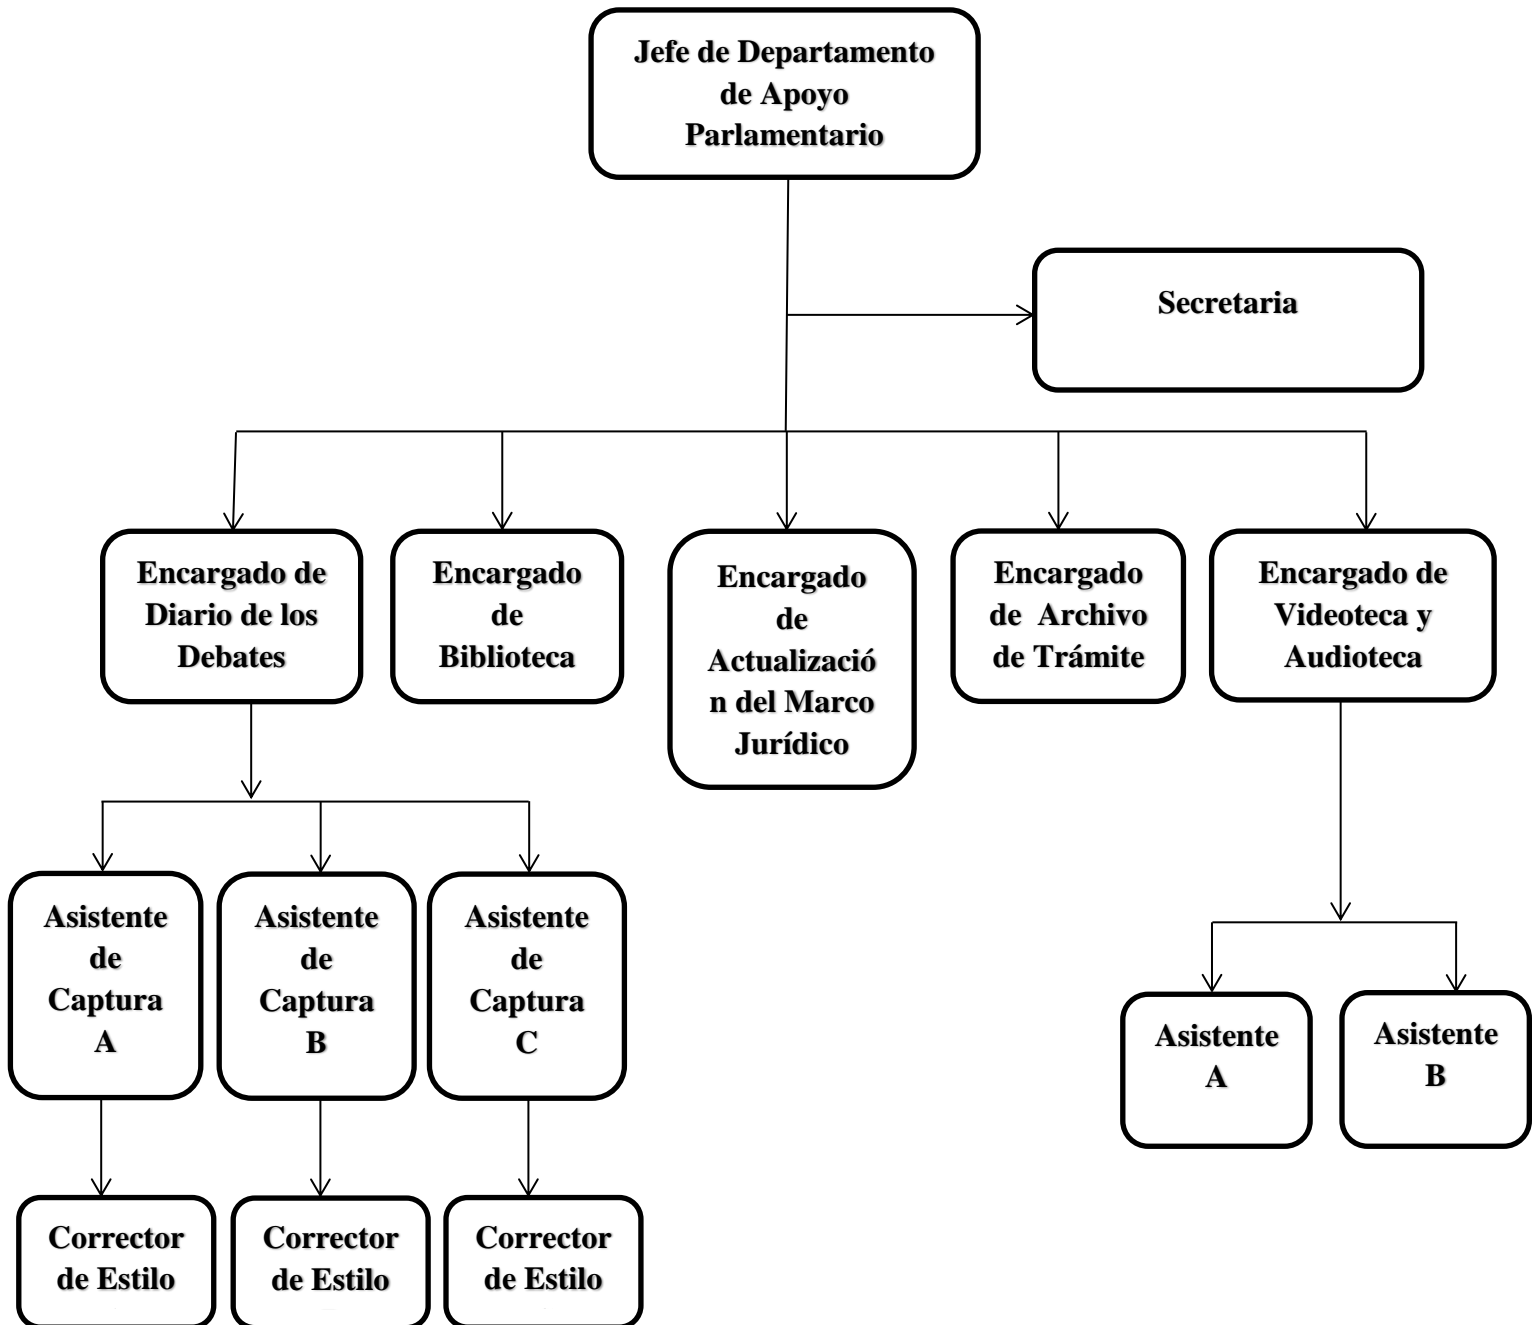 Jefe de Departamento
de Apoyo
Parlamentario
Secretaria
Encargado de
Diario de los
Debates
Encargado
de
Biblioteca
Encargado
de
Actualizació
n del Marco
Jurídico
Encargado
de Archivo
de Trámite
Encargado de
Videoteca y
Audioteca
Asistente
de
Captura
A
Asistente
de
Captura
B
Asistente
de
Captura
C
Asistente
A
Asistente
B
Corrector
de Estilo
Corrector
de Estilo
Corrector
de Estilo